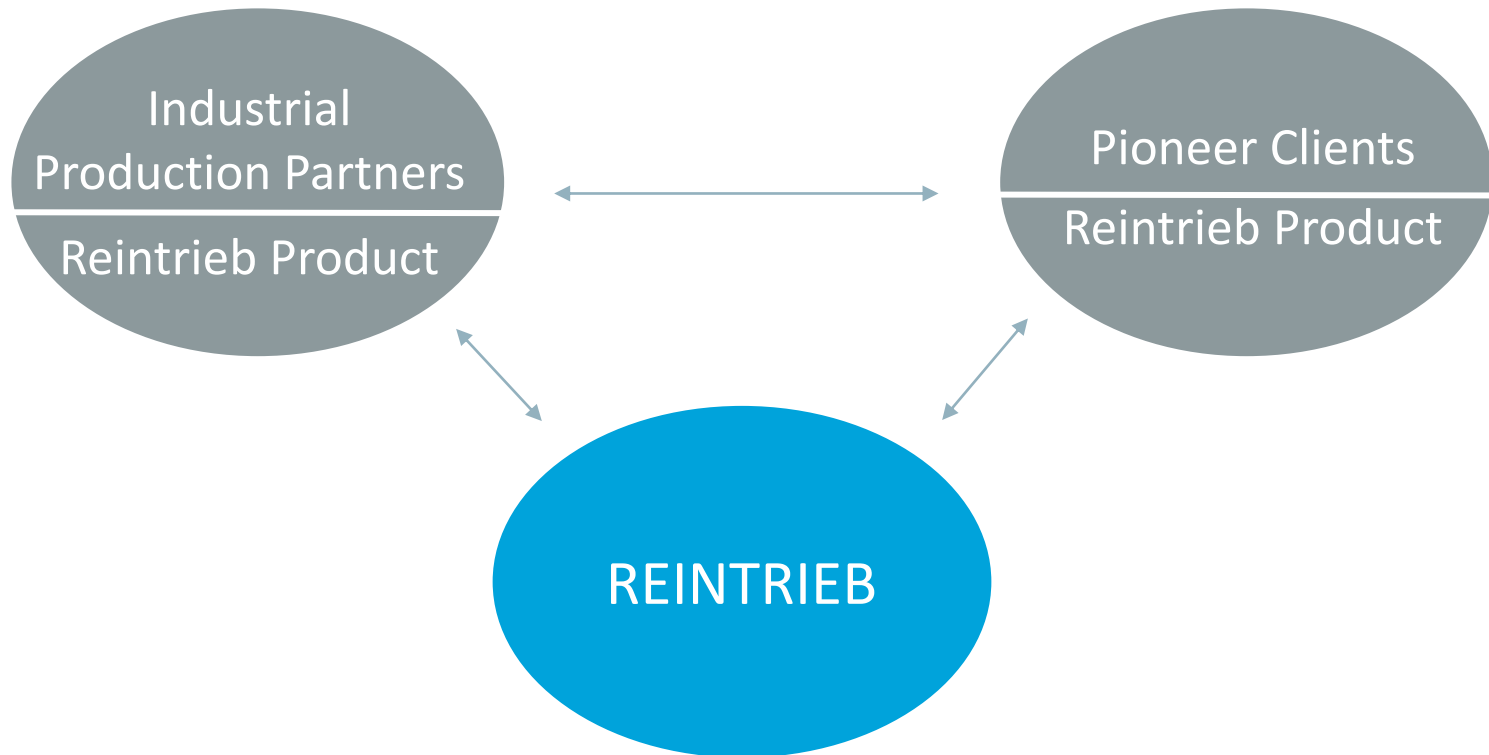 Industrial
Production Partners
Reintrieb Product
Pioneer Clients
Reintrieb Product
REINTRIEB